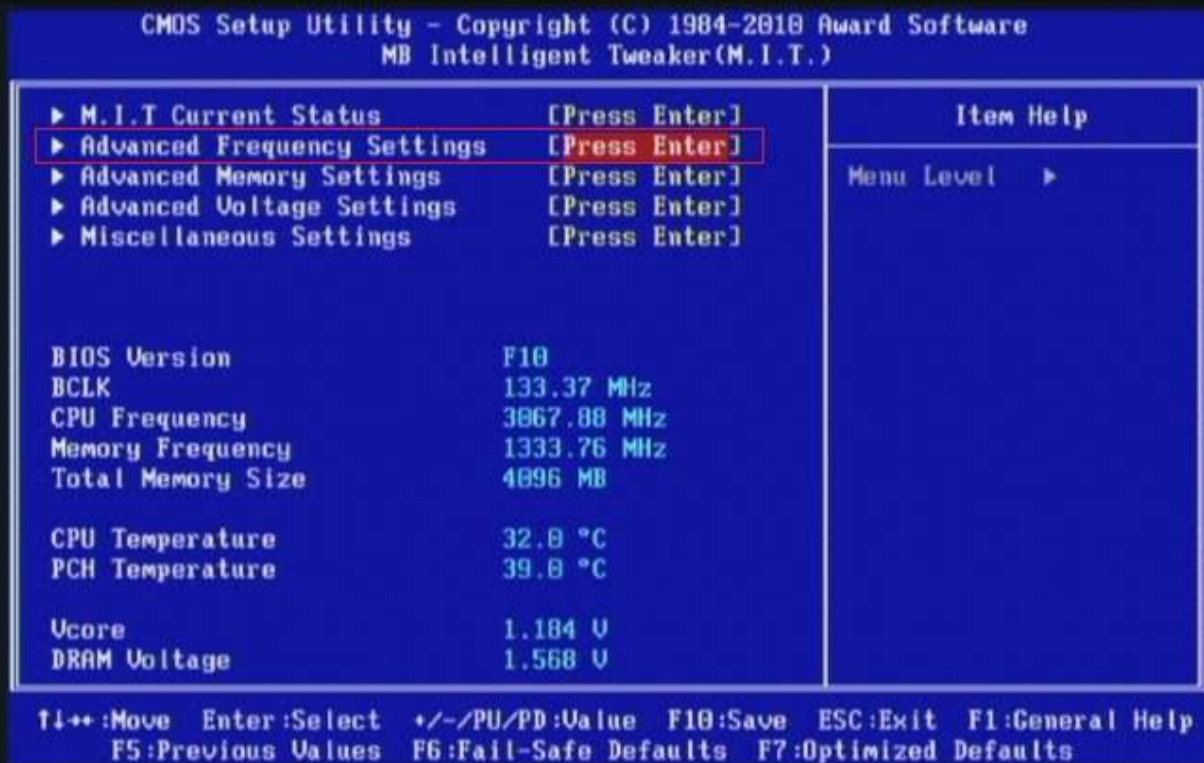 CMOS Setup Utility - Copyright (C) 1984-2010 Award Software
MB Intelligent Tweaker(M.I.T.)
▶ M.I.T Current Status [Press Enter]
▶ Advanced Frequency Settings [Press Enter]
▶ Advanced Memory Settings [Press Enter]
▶ Advanced Voltage Settings [Press Enter]
▶ Miscellaneous Settings [Press Enter]
BIOS Version F10
BCLK 133.37 MHz
CPU Frequency 3067.88 MHz
Memory Frequency 1333.76 MHz
Total Memory Size 4096 MB
CPU Temperature 32.0 °C
PCH Temperature 39.0 °C
Vcore 1.184 V
DRAM Voltage 1.568 V
Item Help
Menu Level ▶
↑↓→←:Move Enter:Select +/-/PU/PD:Value F10:Save ESC:Exit F1:General Help
F5:Previous Values F6:Fail-Safe Defaults F7:Optimized Defaults